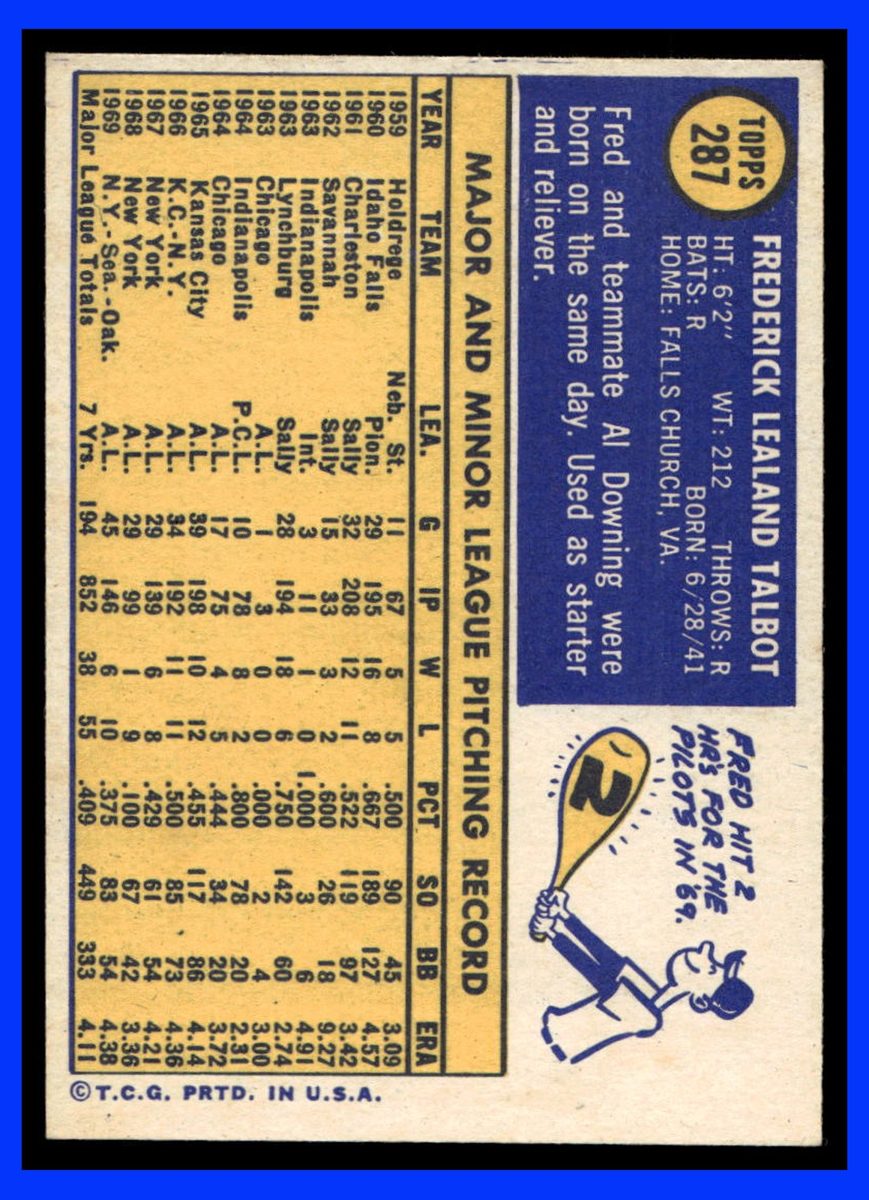 TOPPS
287
FREDERICK LEALAND TALBOT
HT: 6'2" WT: 212 THROWS: R
BATS: R BORN: 6/28/41
HOME: FALLS CHURCH, VA.
Fred and teammate Al Downing were
born on the same day. Used as starter
and reliever.
FRED HIT 2
HR'S FOR THE
PILOTS IN '69.
2
MAJOR AND MINOR LEAGUE PITCHING RECORD
YEAR TEAM LEA. G IP W L PCT SO BB ERA
1959 Holdrege Neb. St. 11 67 5 5 .500 90 45 3.09
1960 Idaho Falls Pion. 29 195 16 8 .667 189 127 4.57
1961 Charleston Sally 32 208 12 11 .522 119 97 3.42
1962 Savannah Sally 15 33 3 2 .600 26 18 9.27
1963 Indianapolis Int. 3 11 1 0 1.000 3 6 4.91
1963 Lynchburg Sally 28 194 18 6 .750 142 60 2.74
1963 Chicago A.L. 1 3 0 0 .000 2 4 3.00
1964 Indianapolis P.C.L. 10 78 8 2 .800 78 20 2.31
1964 Chicago A.L. 17 75 4 5 .444 34 20 3.72
1965 Kansas City A.L. 39 198 10 12 .455 117 86 4.14
1966 K.C.-N.Y. A.L. 34 192 11 11 .500 85 73 4.36
1967 New York A.L. 29 139 6 8 .429 61 54 4.21
1968 New York A.L. 29 99 1 9 .100 67 42 3.36
1969 N.Y.-Sea.-Oak. A.L. 45 146 6 10 .375 83 54 4.38
Major League Totals 7 Yrs. 194 852 38 55 .409 449 333 4.11
© T.C.G. PRTD. IN U.S.A.